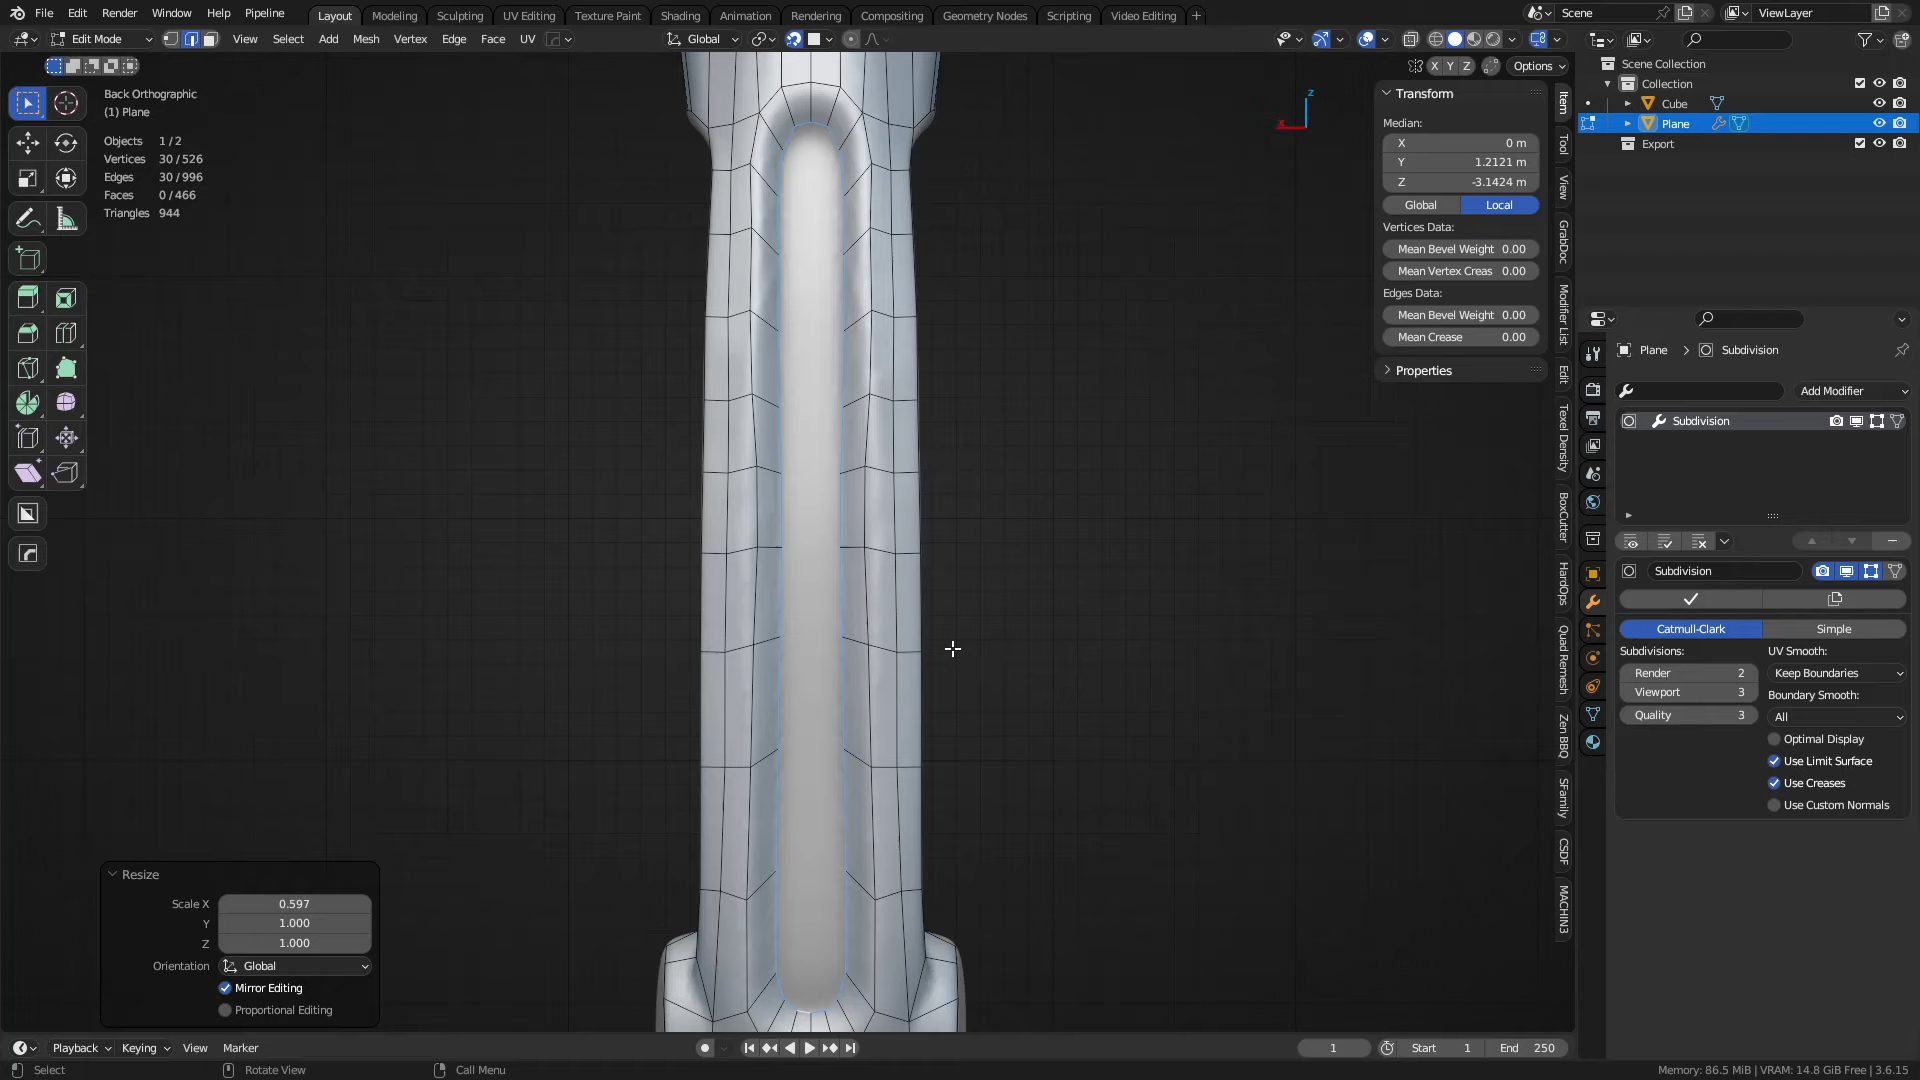 File Edit Render Window Help Pipeline Layout Modeling Sculpting UV Editing Texture Paint Shading Animation Rendering Compositing Geometry Nodes Scripting Video Editing + Scene ViewLayer
Edit Mode View Select Add Mesh Vertex Edge Face UV Global
X Y Z Options
Back Orthographic
(1) Plane
Objects 1 / 2
Vertices 30 / 526
Edges 30 / 996
Faces 0 / 466
Triangles 944
z
x
Transform
Median:
X 0 m
Y 1.2121 m
Z -3.1424 m
Global Local
Vertices Data:
Mean Bevel Weight 0.00
Mean Vertex Creas 0.00
Edges Data:
Mean Bevel Weight 0.00
Mean Crease 0.00
Properties
Item
Tool
View
GrabDoc
Modifier List
Edit
Texel Density
BoxCutter
HardOps
Quad Remesh
Zen BBQ
SFamily
CSDF
MACHIN3
Scene Collection
Collection
Cube
Plane
Export
Plane Subdivision
Add Modifier
Subdivision
Subdivision
Catmull-Clark Simple
Subdivisions: UV Smooth:
Render 2 Keep Boundaries
Viewport 3 Boundary Smooth:
Quality 3 All
Optimal Display
Use Limit Surface
Use Creases
Use Custom Normals
Resize
Scale X 0.597
Y 1.000
Z 1.000
Orientation Global
Mirror Editing
Proportional Editing
Playback Keying View Marker 1 Start 1 End 250
Select Rotate View Call Menu Memory: 86.5 MiB | VRAM: 14.8 GiB Free | 3.6.15